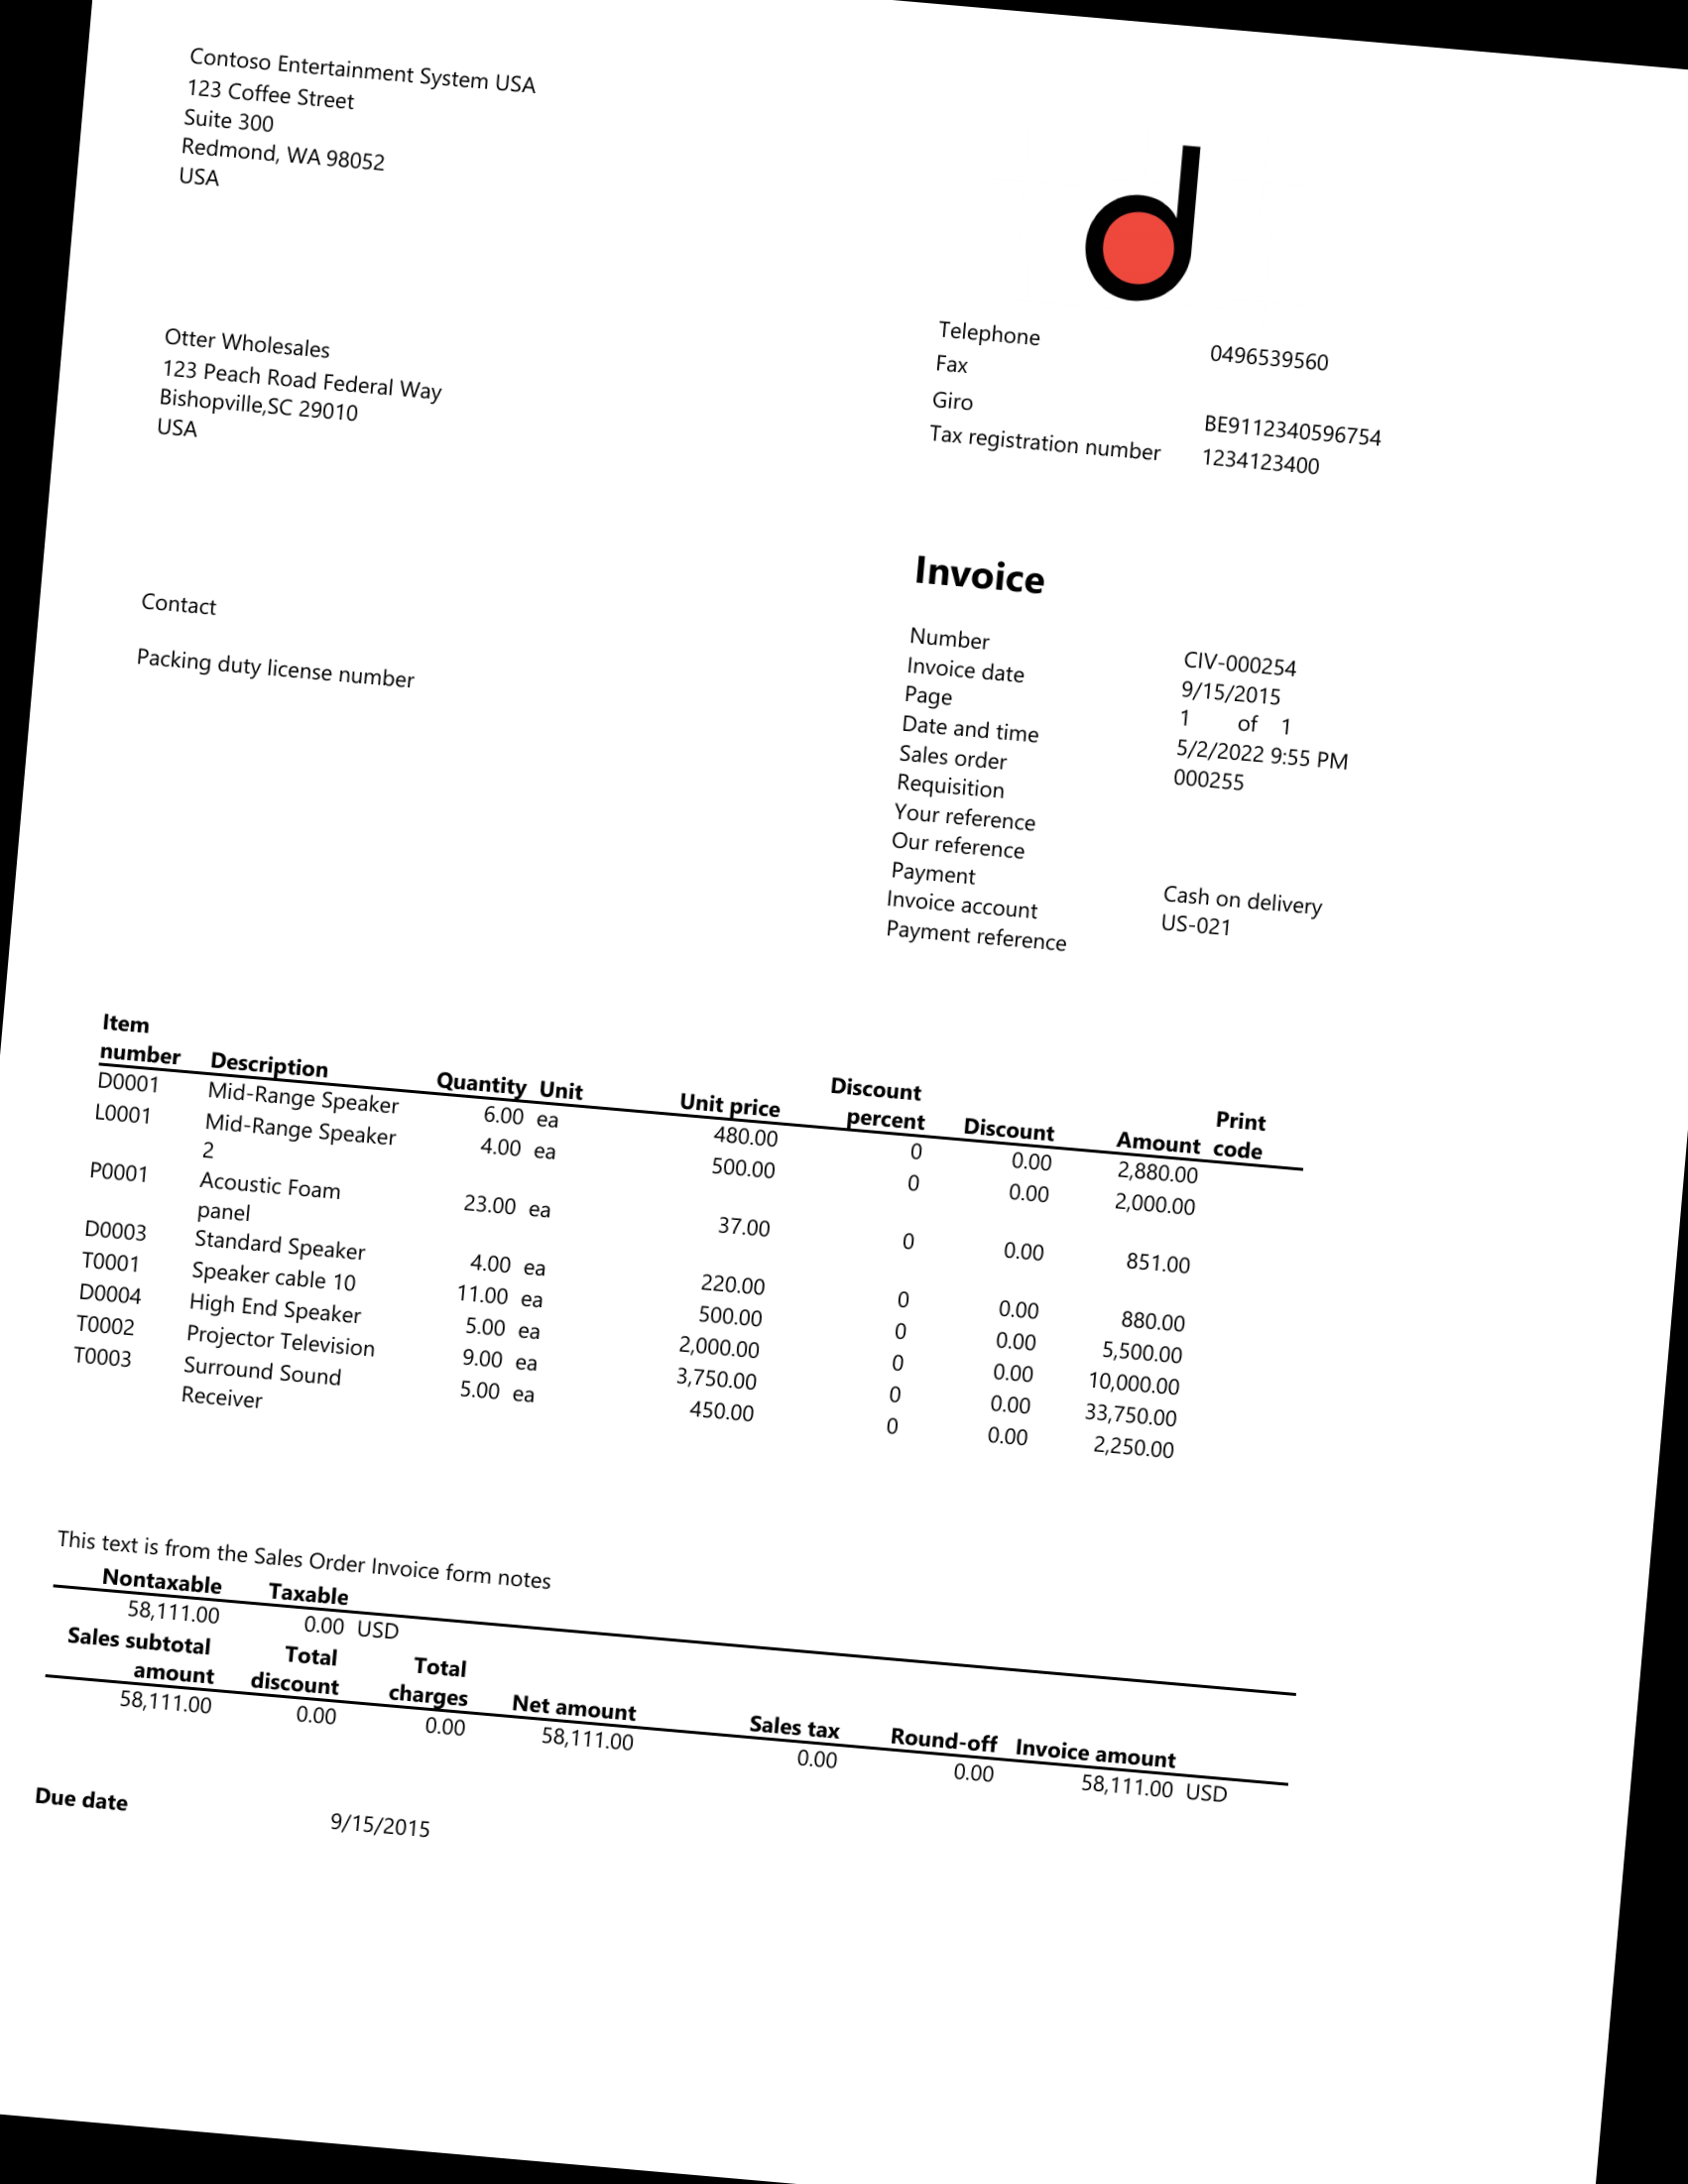 Contoso Entertainment System USA
123 Coffee Street
Suite 300
Redmond, WA 98052
USA
Otter Wholesales
123 Peach Road Federal Way
Bishopville,SC 29010
USA
Telephone 0496539560
Fax
Giro BE9112340596754
Tax registration number 1234123400
Contact
Packing duty license number
Invoice
Number CIV-000254
Invoice date 9/15/2015
Page 1 of 1
Date and time 5/2/2022 9:55 PM
Sales order 000255
Requisition
Your reference
Our reference
Payment Cash on delivery
Invoice account US-021
Payment reference
Item Discount Print
number Description Quantity Unit Unit price percent Discount Amount code
D0001 Mid-Range Speaker 6.00 ea 480.00 0 0.00 2,880.00
L0001 Mid-Range Speaker 4.00 ea 500.00 0 0.00 2,000.00
2
P0001 Acoustic Foam 23.00 ea 37.00 0 0.00 851.00
panel
D0003 Standard Speaker 4.00 ea 220.00 0 0.00 880.00
T0001 Speaker cable 10 11.00 ea 500.00 0 0.00 5,500.00
D0004 High End Speaker 5.00 ea 2,000.00 0 0.00 10,000.00
T0002 Projector Television 9.00 ea 3,750.00 0 0.00 33,750.00
T0003 Surround Sound 5.00 ea 450.00 0 0.00 2,250.00
Receiver
This text is from the Sales Order Invoice form notes
Nontaxable Taxable
58,111.00 0.00 USD
Sales subtotal Total Total
amount discount charges Net amount Sales tax Round-off Invoice amount
58,111.00 0.00 0.00 58,111.00 0.00 0.00 58,111.00 USD
Due date 9/15/2015